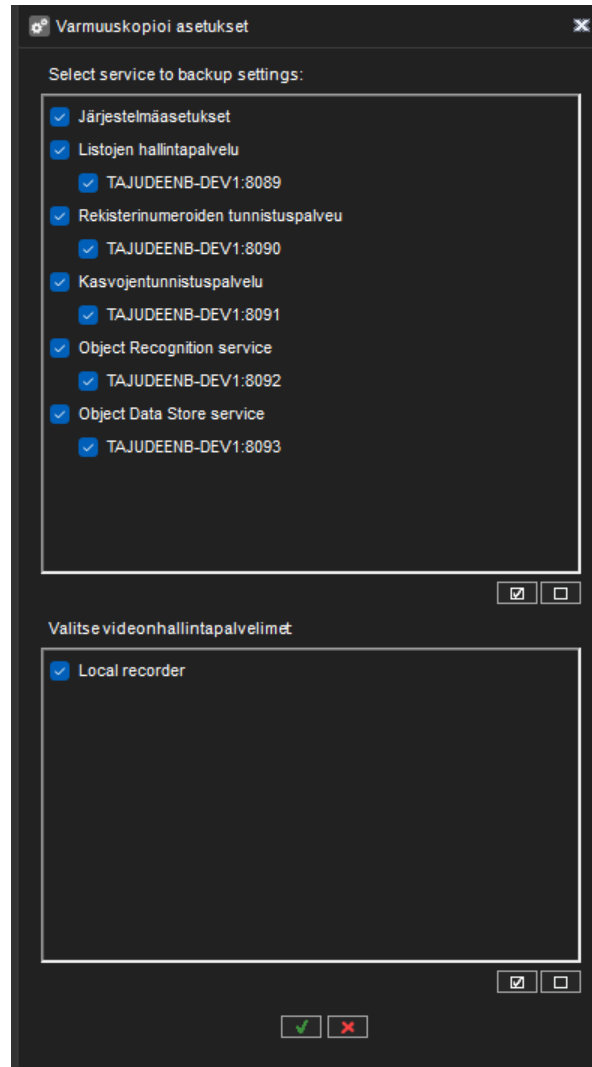 Varmuuskopioi asetukset
Select service to backup settings:
Järjestelmäasetukset
Listojen hallintapalvelu
TAJUDEENB-DEV1:8089
Rekisterinumeroiden tunnistuspalveu
TAJUDEENB-DEV1:8090
Kasvojentunnistuspalvelu
TAJUDEENB-DEV1:8091
Object Recognition service
TAJUDEENB-DEV1:8092
Object Data Store service
TAJUDEENB-DEV1:8093
Valitse videonhallintapalvelimet
Local recorder